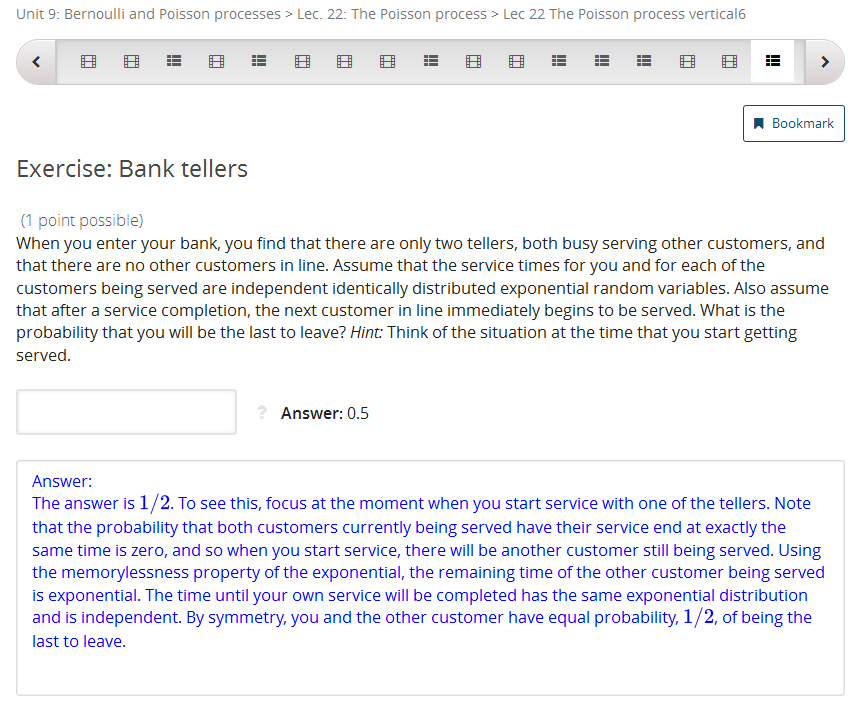 Unit 9: Bernoulli and Poisson processes > Lec. 22: The Poisson process > Lec 22 The Poisson process vertical6
Bookmark
Exercise: Bank tellers
(1 point possible)
When you enter your bank, you find that there are only two tellers, both busy serving other customers, and
that there are no other customers in line. Assume that the service times for you and for each of the
customers being served are independent identically distributed exponential random variables. Also assume
that after a service completion, the next customer in line immediately begins to be served. What is the
probability that you will be the last to leave? Hint: Think of the situation at the time that you start getting
served.
? Answer: 0.5
Answer:
The answer is 1/2. To see this, focus at the moment when you start service with one of the tellers. Note
that the probability that both customers currently being served have their service end at exactly the
same time is zero, and so when you start service, there will be another customer still being served. Using
the memorylessness property of the exponential, the remaining time of the other customer being served
is exponential. The time until your own service will be completed has the same exponential distribution
and is independent. By symmetry, you and the other customer have equal probability, 1/2, of being the
last to leave.